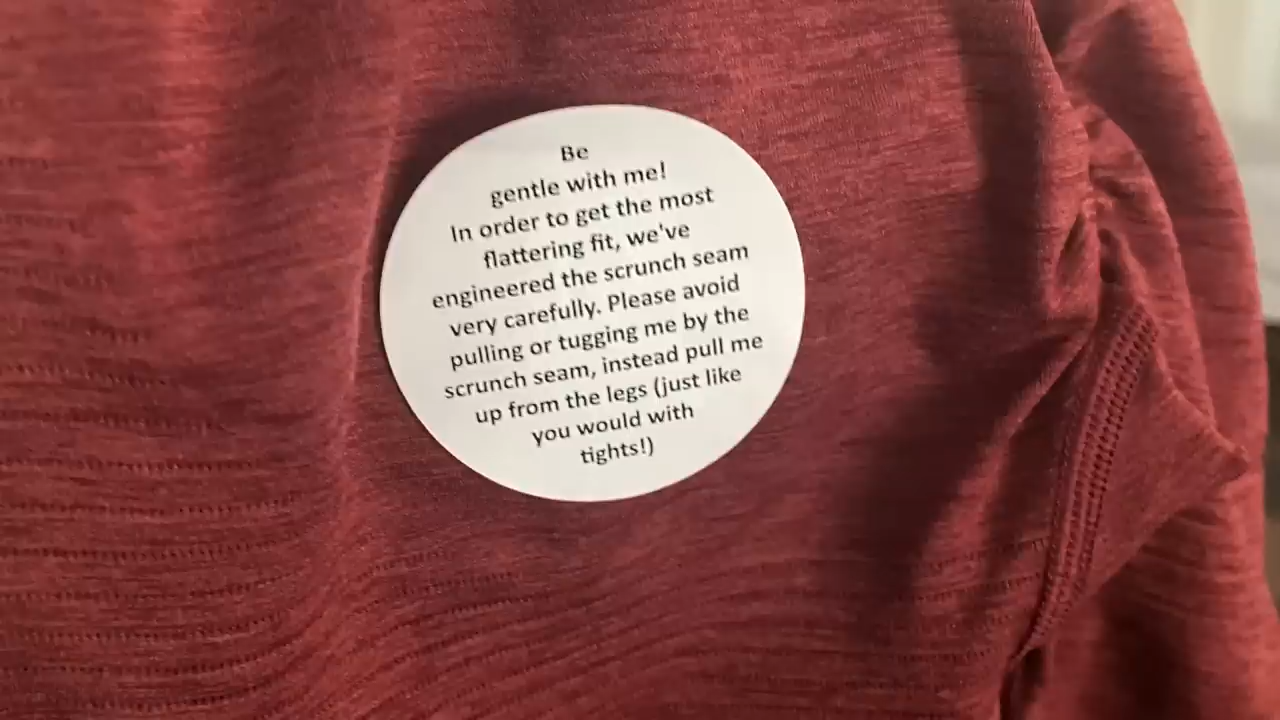 Be
gentle with me!
In order to get the most
flattering fit, we've
engineered the scrunch seam
very carefully. Please avoid
pulling or tugging me by the
scrunch seam, instead pull me
up from the legs (just like
you would with
tights!)